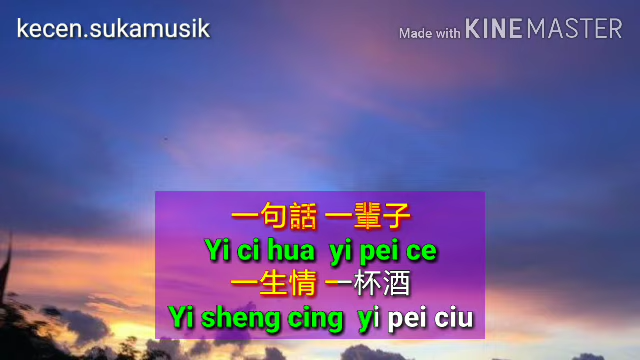 kecen.sukamusik
Made with KINEMASTER
一句話 一輩子
Yi ci hua yi pei ce
一生情 一杯酒
Yi sheng cing yi pei ciu